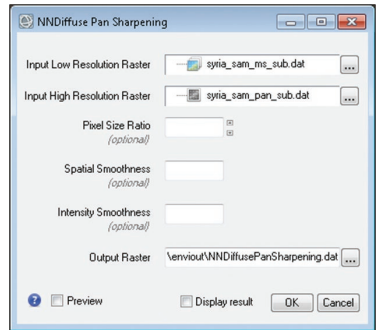 NNDiffuse Pan Sharpening
Input Low Resolution Raster syria_sam_ms_sub.dat ...
Input High Resolution Raster syria_sam_pan_sub.dat ...
Pixel Size Ratio
(optional)
Spatial Smoothness
(optional)
Intensity Smoothness
(optional)
Output Raster \enviout\NNDiffusePanSharpening.dat ...
? Preview Display result OK Cancel